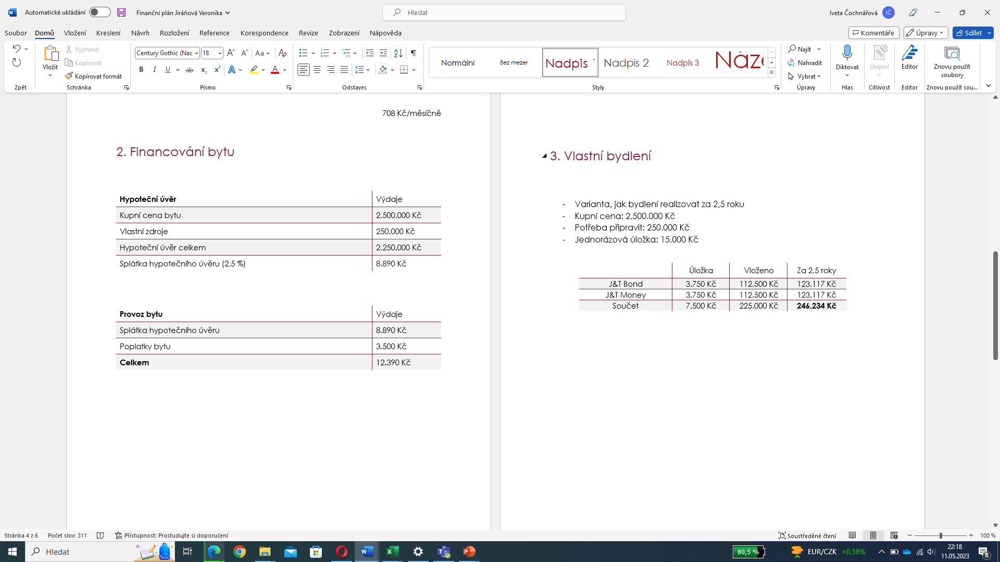 Automatické ukládání
Finanční plán Jiráňová Veronika
Hledat
Iveta Čochnářová
IČ
Soubor
Domů
Vložení
Kreslení
Návrh
Rozložení
Reference
Korespondence
Revize
Zobrazení
Nápověda
Komentáře
Úpravy
Sdílet
Vložit
Vyjmout
Kopírovat
Kopírovat formát
Century Gothic (Nac
18
Normální
Bez mezer
Nadpis 1
Nadpis 2
Nadpis 3
Náze
Najít
Nahradit
Vybrat
Diktovat
Utajení
Editor
Znovu použít
soubory
Zpět
Schránka
Písmo
Odstavec
Styly
Úpravy
Hlas
Citlivost
Editor
Znovu použít sou...
708 Kč/měsíčně
2. Financování bytu
Hypoteční úvěr Výdaje
Kupní cena bytu 2.500.000 Kč
Vlastní zdroje 250.000 Kč
Hypoteční úvěr celkem 2.250.000 Kč
Splátka hypotečního úvěru (2,5 %) 8.890 Kč
Provoz bytu Výdaje
Splátka hypotečního úvěru 8.890 Kč
Poplatky bytu 3.500 Kč
Celkem 12.390 Kč
3. Vlastní bydlení
- Varianta, jak bydlení realizovat za 2,5 roku
- Kupní cena: 2.500.000 Kč
- Potřeba připravit: 250.000 Kč
- Jednorázová úložka: 15.000 Kč
Úložka Vloženo Za 2,5 roky
J&T Bond 3.750 Kč 112.500 Kč 123.117 Kč
J&T Money 3.750 Kč 112.500 Kč 123.117 Kč
Součet 7.500 Kč 225.000 Kč 246.234 Kč
Stránka 4 z 6
Počet slov: 311
Přístupnost: Prostudujte si doporučení
Soustředěné čtení
100 %
Hledat
80,5 %
EUR/CZK +0,38%
22:18
11.05.2023
8